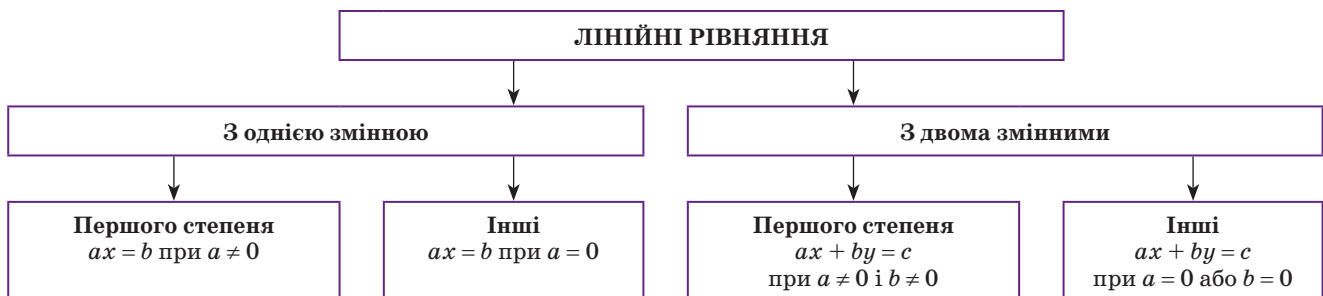 ЛІНІЙНІ РІВНЯННЯ
З однією змінною
З двома змінними
Першого степеня
ax = b при a ≠ 0
Інші
ax = b при a = 0
Першого степеня
ax + by = c
при a ≠ 0 і b ≠ 0
Інші
ax + by = c
при a = 0 або b = 0